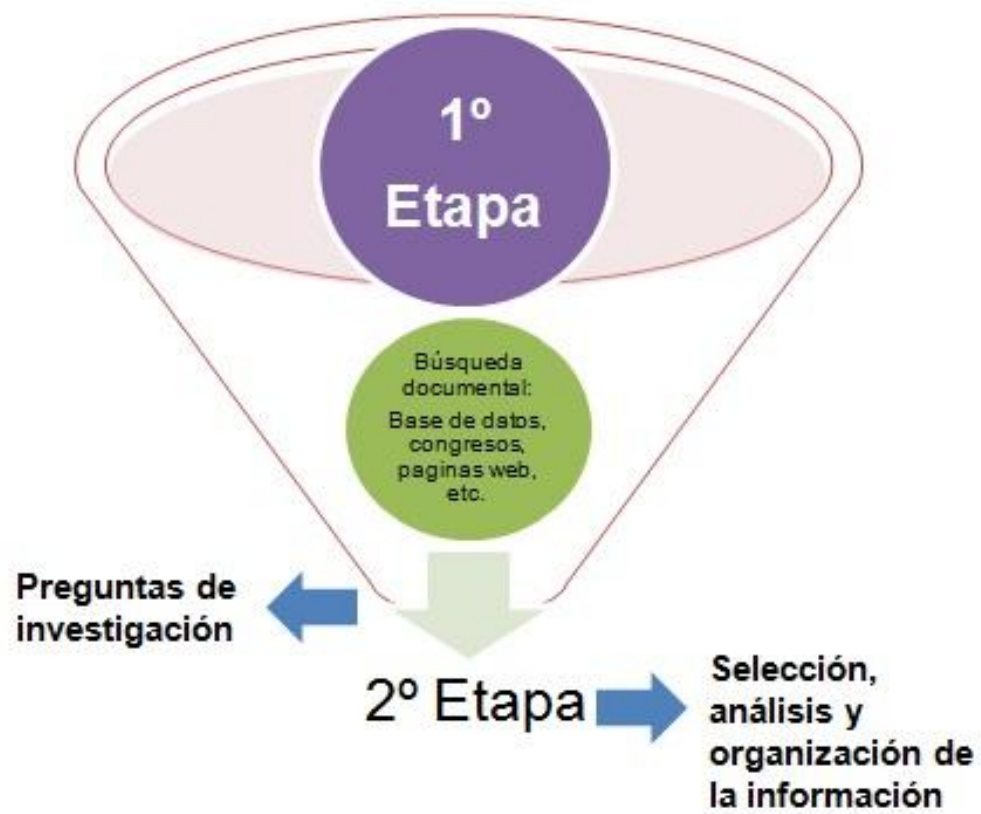 1º
Etapa
Búsqueda
documental:
Base de datos,
congresos,
paginas web,
etc.
Preguntas de
investigación
2º Etapa
Selección,
análisis y
organización de
la información